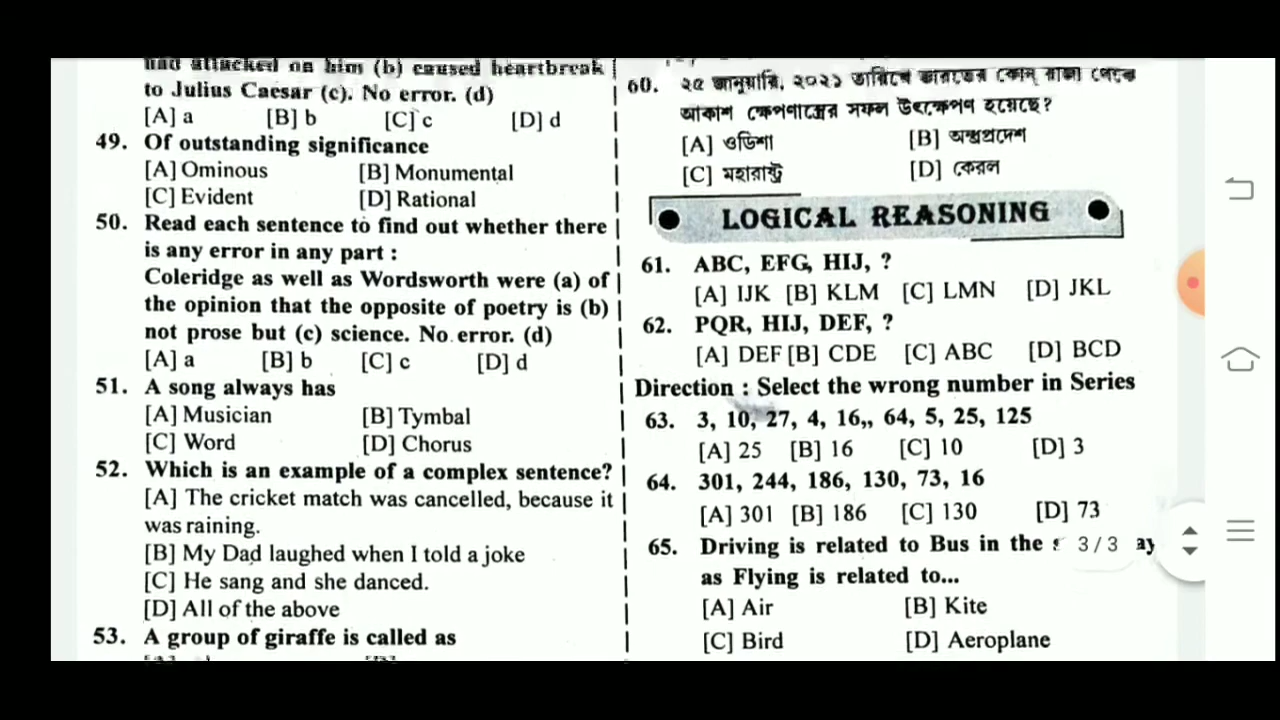 had attacked on him (b) caused heartbreak
to Julius Caesar (c). No error. (d)
[A] a [B] b [C] c [D] d
49. Of outstanding significance
[A] Ominous [B] Monumental
[C] Evident [D] Rational
50. Read each sentence to find out whether there
is any error in any part :
Coleridge as well as Wordsworth were (a) of
the opinion that the opposite of poetry is (b)
not prose but (c) science. No error. (d)
[A] a [B] b [C] c [D] d
51. A song always has
[A] Musician [B] Tymbal
[C] Word [D] Chorus
52. Which is an example of a complex sentence?
[A] The cricket match was cancelled, because it
was raining.
[B] My Dad laughed when I told a joke
[C] He sang and she danced.
[D] All of the above
53. A group of giraffe is called as
60. ২৫ জানুয়ারি, ২০২১ তারিখে ভারতের কোন্ রাজ্য থেকে
আকাশ ক্ষেপণাস্ত্রের সফল উৎক্ষেপণ হয়েছে?
[A] ওডিশা [B] অন্ধ্রপ্রদেশ
[C] মহারাষ্ট্র [D] কেরল
LOGICAL REASONING
61. ABC, EFG, HIJ, ?
[A] IJK [B] KLM [C] LMN [D] JKL
62. PQR, HIJ, DEF, ?
[A] DEF [B] CDE [C] ABC [D] BCD
Direction : Select the wrong number in Series
63. 3, 10, 27, 4, 16,, 64, 5, 25, 125
[A] 25 [B] 16 [C] 10 [D] 3
64. 301, 244, 186, 130, 73, 16
[A] 301 [B] 186 [C] 130 [D] 73
65. Driving is related to Bus in the
3/3
as Flying is related to...
[A] Air [B] Kite
[C] Bird [D] Aeroplane